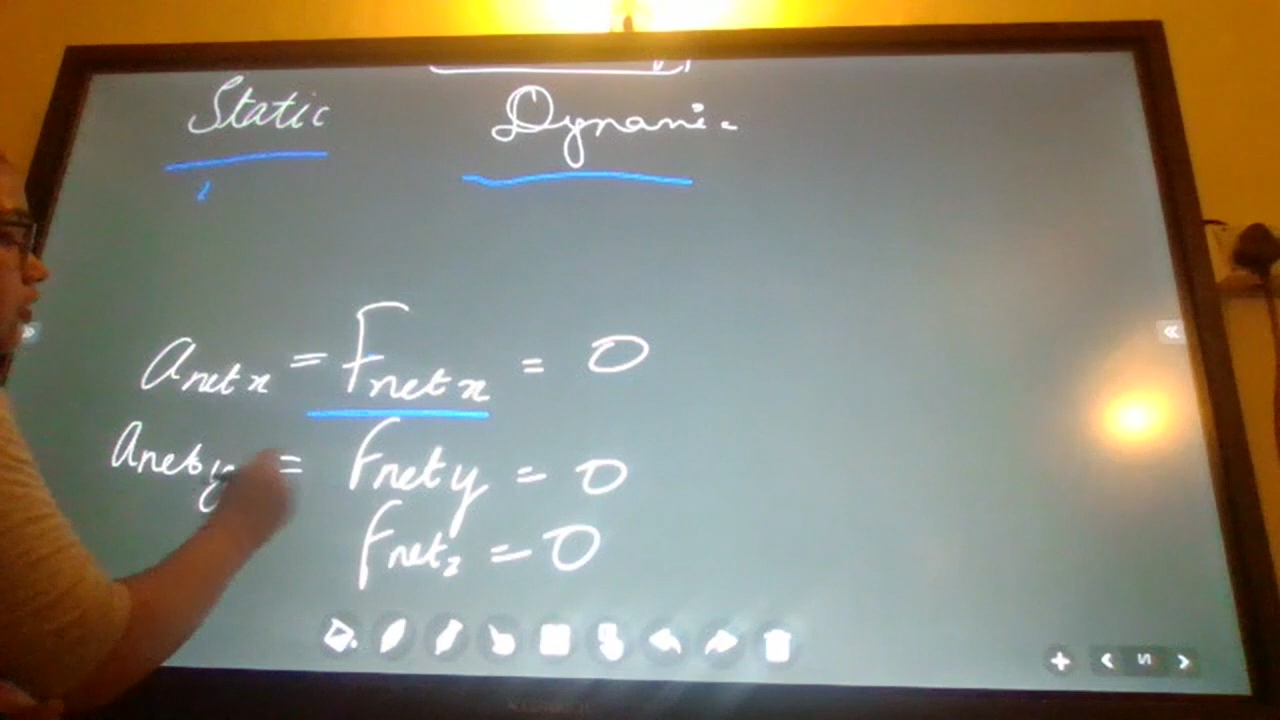 Static Dynamic
a net x = F net x = 0
a net y = F net y = 0
F net z = 0